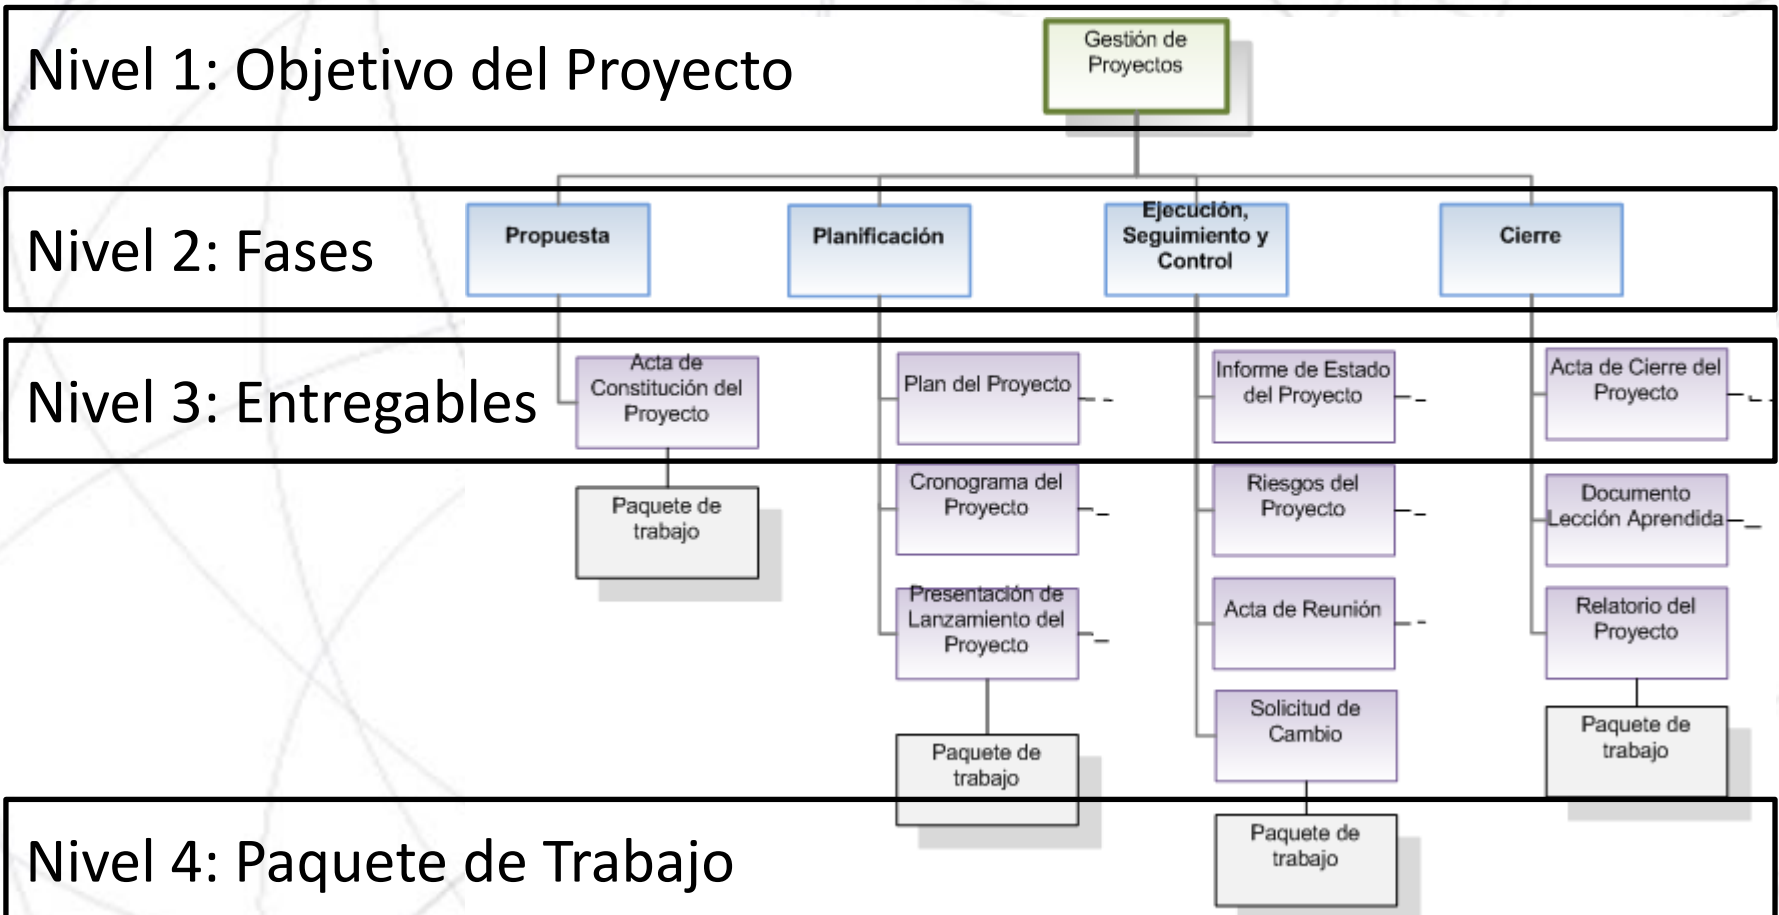 Nivel 1: Objetivo del Proyecto
Gestión de
Proyectos
Nivel 2: Fases
Propuesta
Planificación
Ejecución,
Seguimiento y
Control
Cierre
Nivel 3: Entregables
Acta de
Constitución del
Proyecto
Plan del Proyecto
Informe de Estado
del Proyecto
Acta de Cierre del
Proyecto
Paquete de
trabajo
Cronograma del
Proyecto
Riesgos del
Proyecto
Documento
Lección Aprendida
Presentación de
Lanzamiento del
Proyecto
Acta de Reunión
Relatorio del
Proyecto
Solicitud de
Cambio
Paquete de
trabajo
Paquete de
trabajo
Nivel 4: Paquete de Trabajo
Paquete de
trabajo